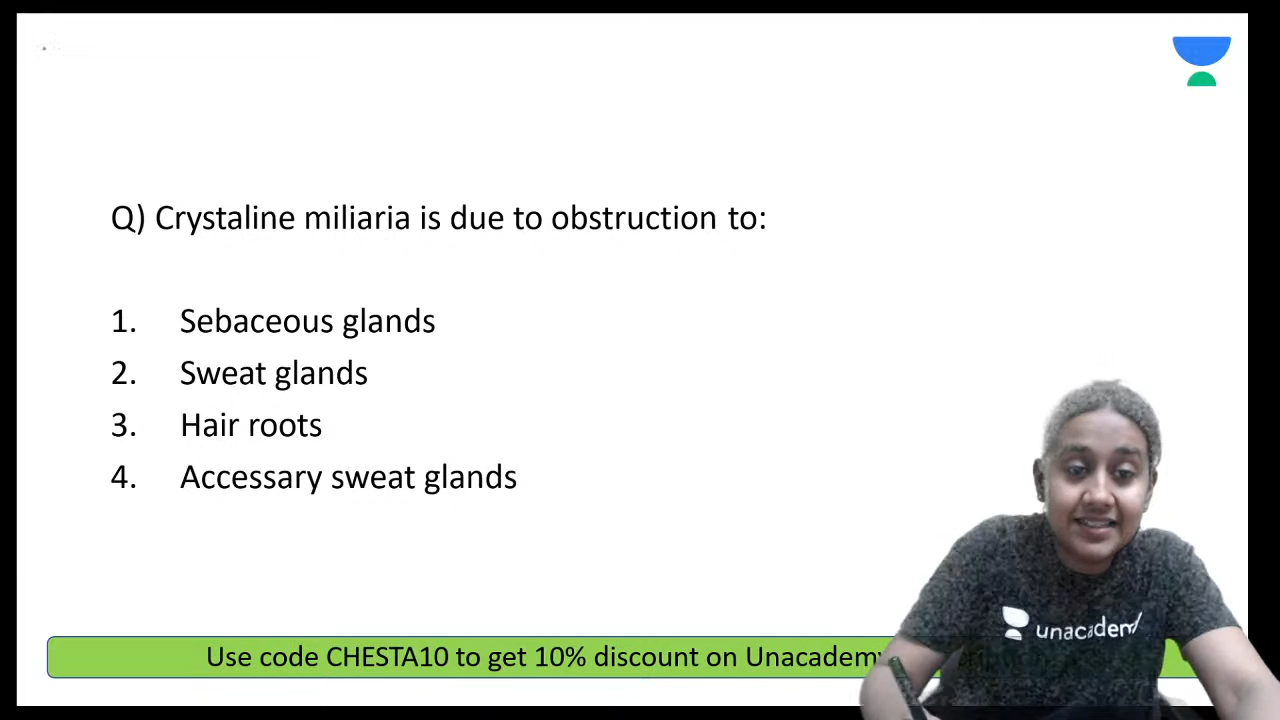 Q) Crystaline miliaria is due to obstruction to:
1. Sebaceous glands
2. Sweat glands
3. Hair roots
4. Accessary sweat glands
unacademy
Use code CHESTA10 to get 10% discount on Unacademy